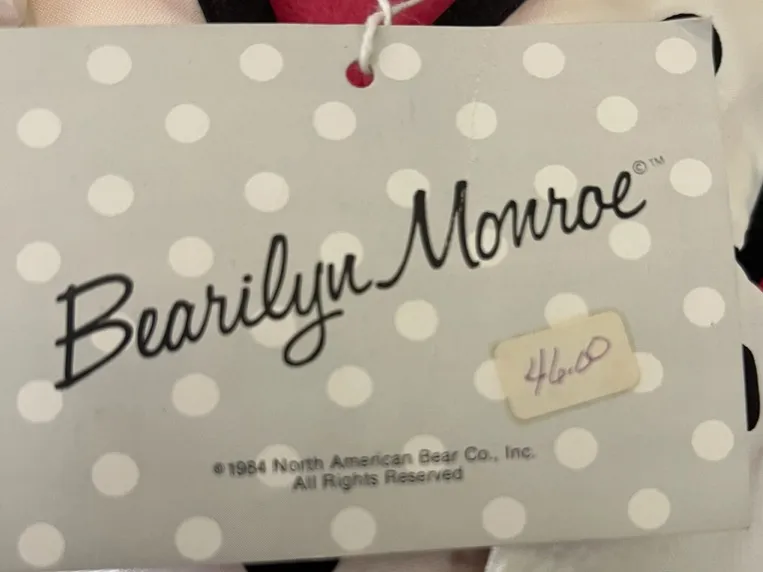 Bearilyn Monroe ©™
46.00
©1984 North American Bear Co., Inc.
All Rights Reserved